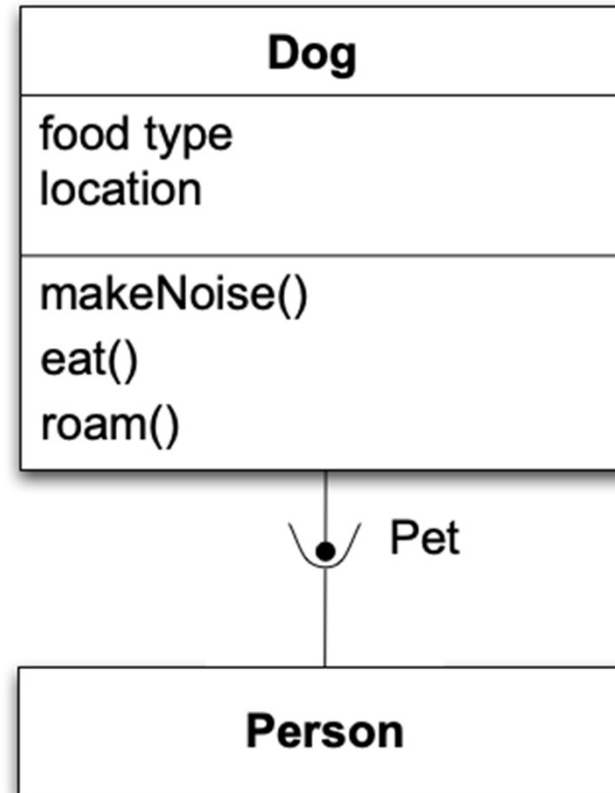 Dog
food type
location
makeNoise()
eat()
roam()
Pet
Person